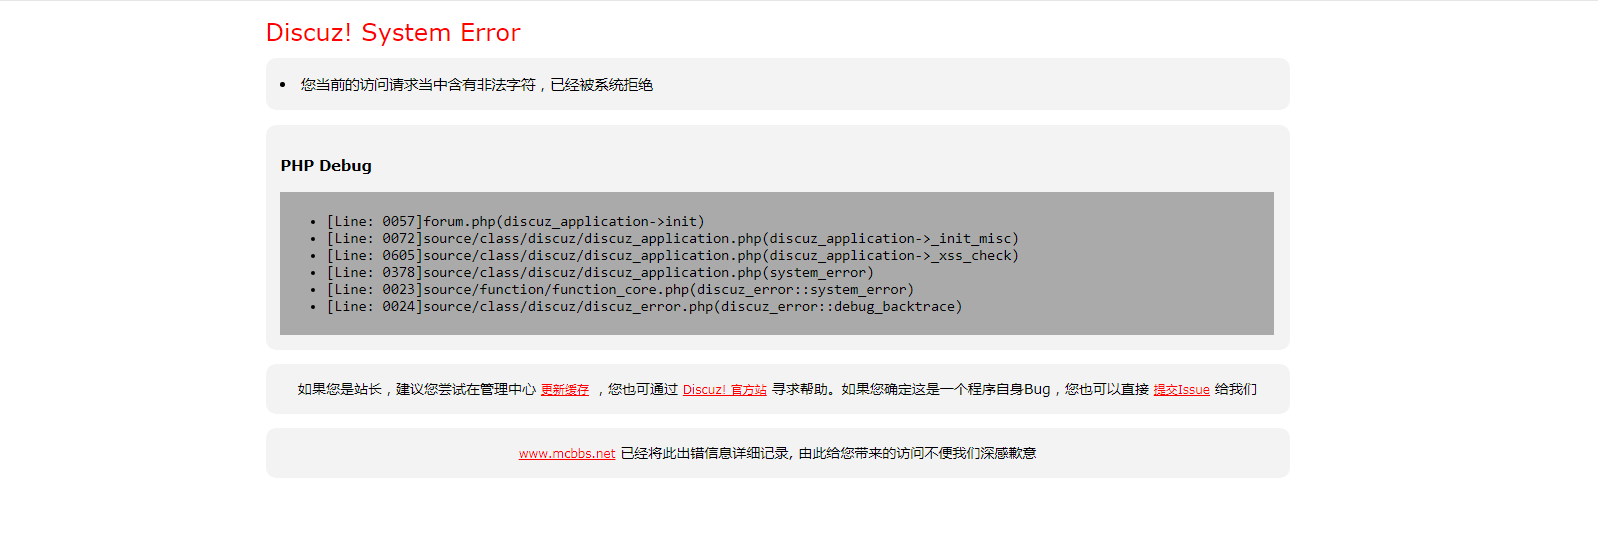 Discuz! System Error
您当前的访问请求当中含有非法字符，已经被系统拒绝
PHP Debug
[Line: 0057]forum.php(discuz_application->init)
[Line: 0072]source/class/discuz/discuz_application.php(discuz_application->_init_misc)
[Line: 0605]source/class/discuz/discuz_application.php(discuz_application->_xss_check)
[Line: 0378]source/class/discuz/discuz_application.php(system_error)
[Line: 0023]source/function/function_core.php(discuz_error::system_error)
[Line: 0024]source/class/discuz/discuz_error.php(discuz_error::debug_backtrace)
如果您是站长，建议您尝试在管理中心 更新缓存 ，您也可通过 Discuz! 官方站 寻求帮助。如果您确定这是一个程序自身Bug，您也可以直接 提交Issue 给我们
www.mcbbs.net 已经将此出错信息详细记录, 由此给您带来的访问不便我们深感歉意